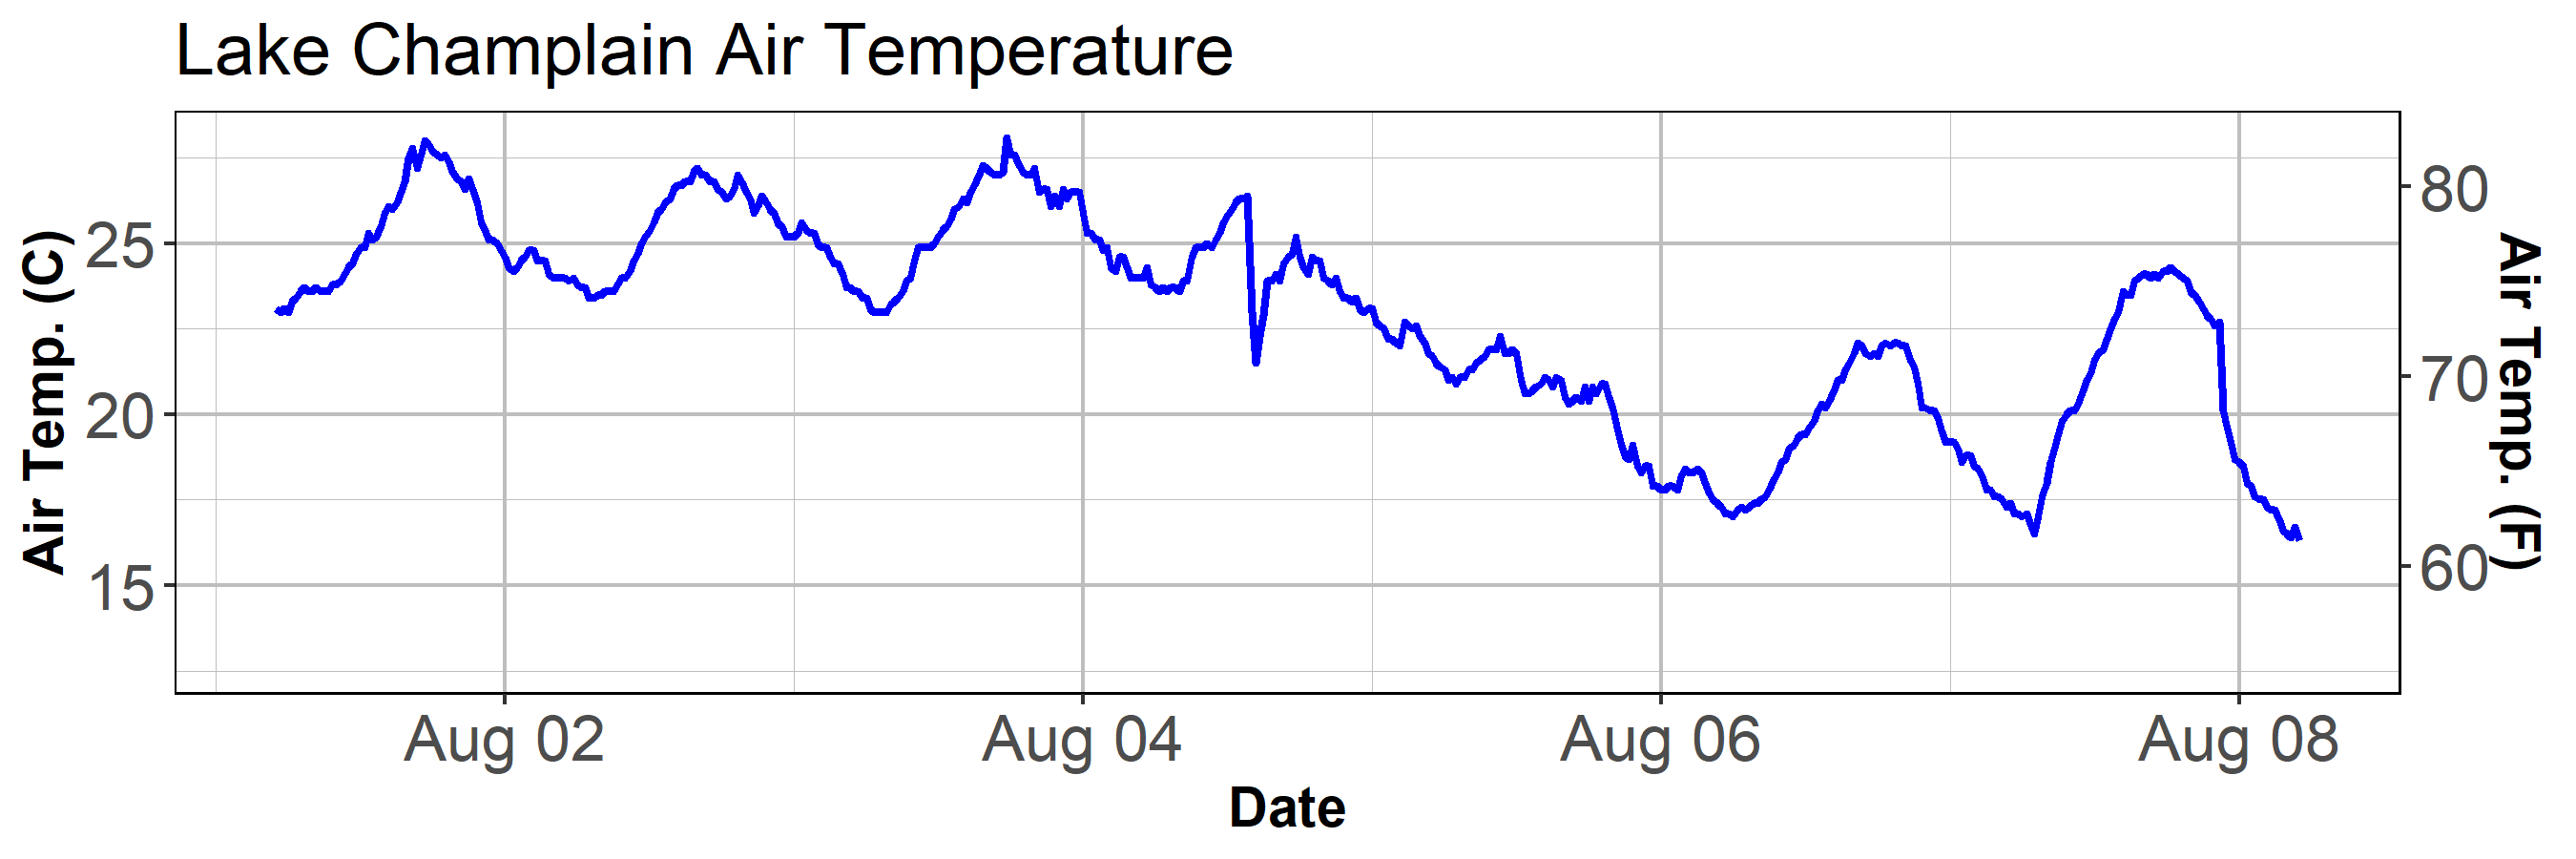 Lake Champlain Air Temperature
Air Temp. (C)
25
20
15
80
70
60
Air Temp. (F)
Aug 02 Aug 04 Aug 06 Aug 08
Date